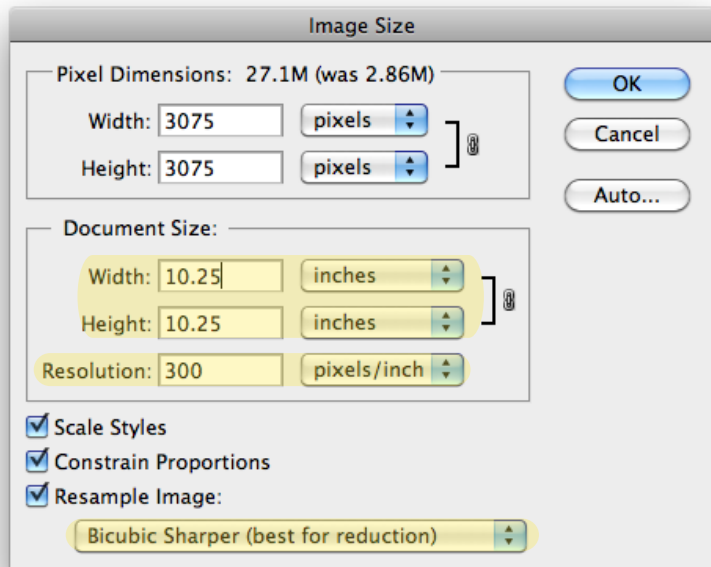 Image Size
Pixel Dimensions: 27.1M (was 2.86M)
OK
Width: 3075 pixels
Cancel
Height: 3075 pixels
Auto...
Document Size:
Width: 10.25 inches
Height: 10.25 inches
Resolution: 300 pixels/inch
Scale Styles
Constrain Proportions
Resample Image:
Bicubic Sharper (best for reduction)